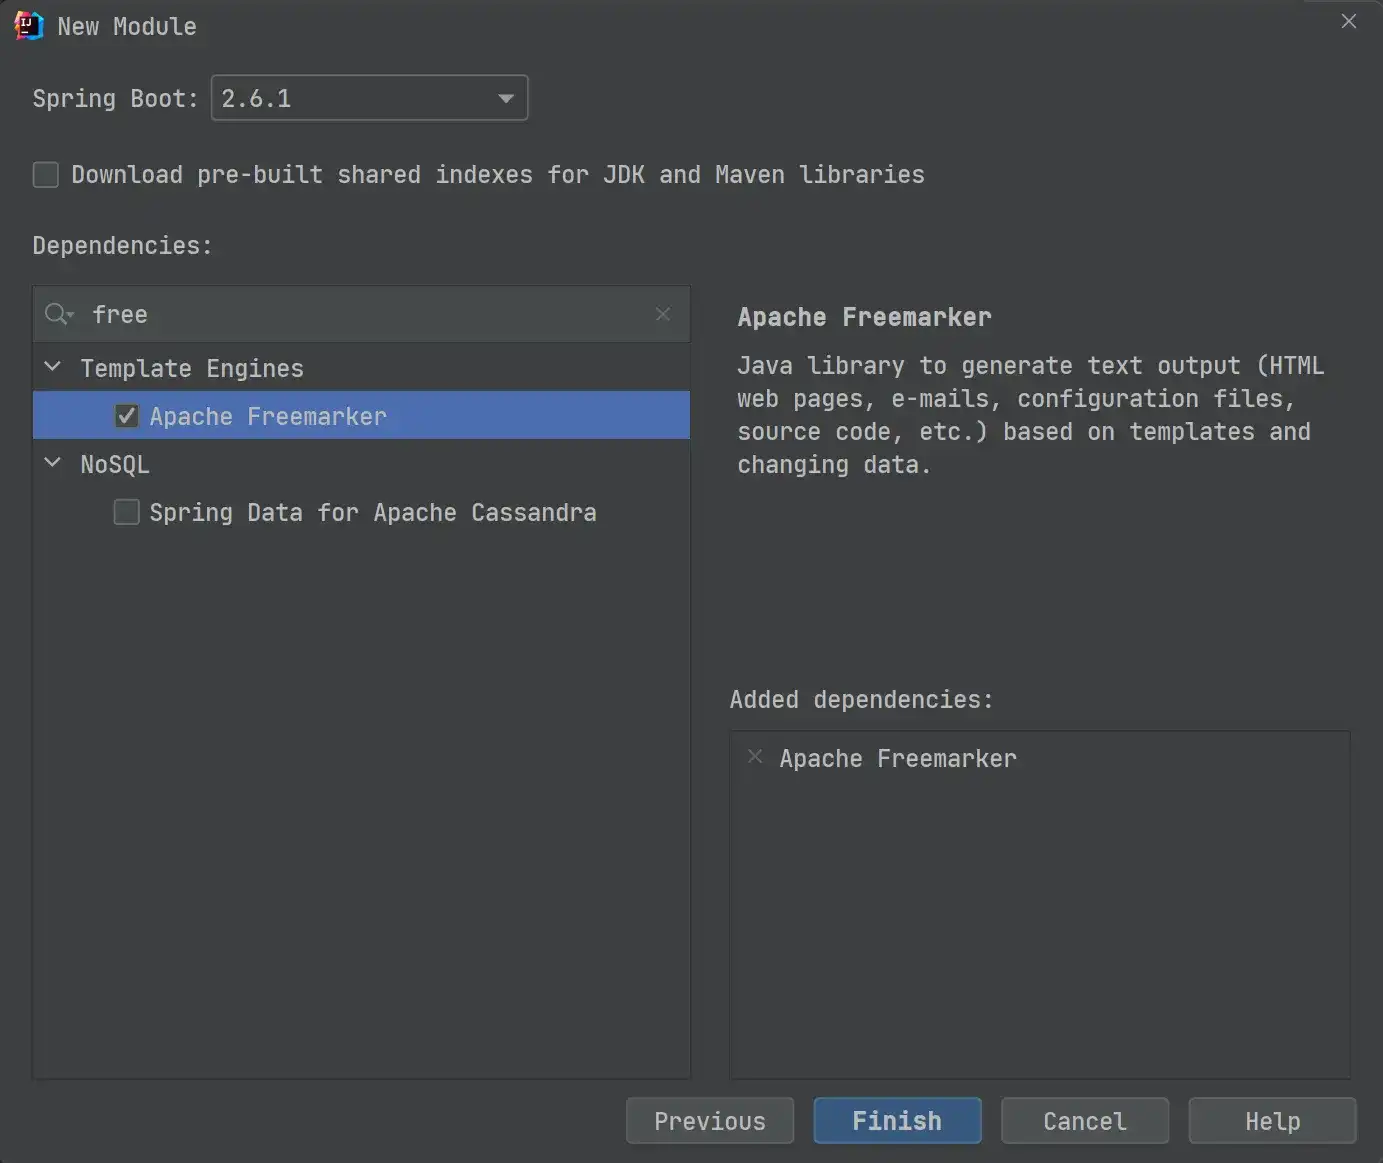 New Module
Spring Boot: 2.6.1
Download pre-built shared indexes for JDK and Maven libraries
Dependencies:
free
Template Engines
Apache Freemarker
NoSQL
Spring Data for Apache Cassandra
Apache Freemarker
Java library to generate text output (HTML
web pages, e-mails, configuration files,
source code, etc.) based on templates and
changing data.
Added dependencies:
Apache Freemarker
Previous Finish Cancel Help